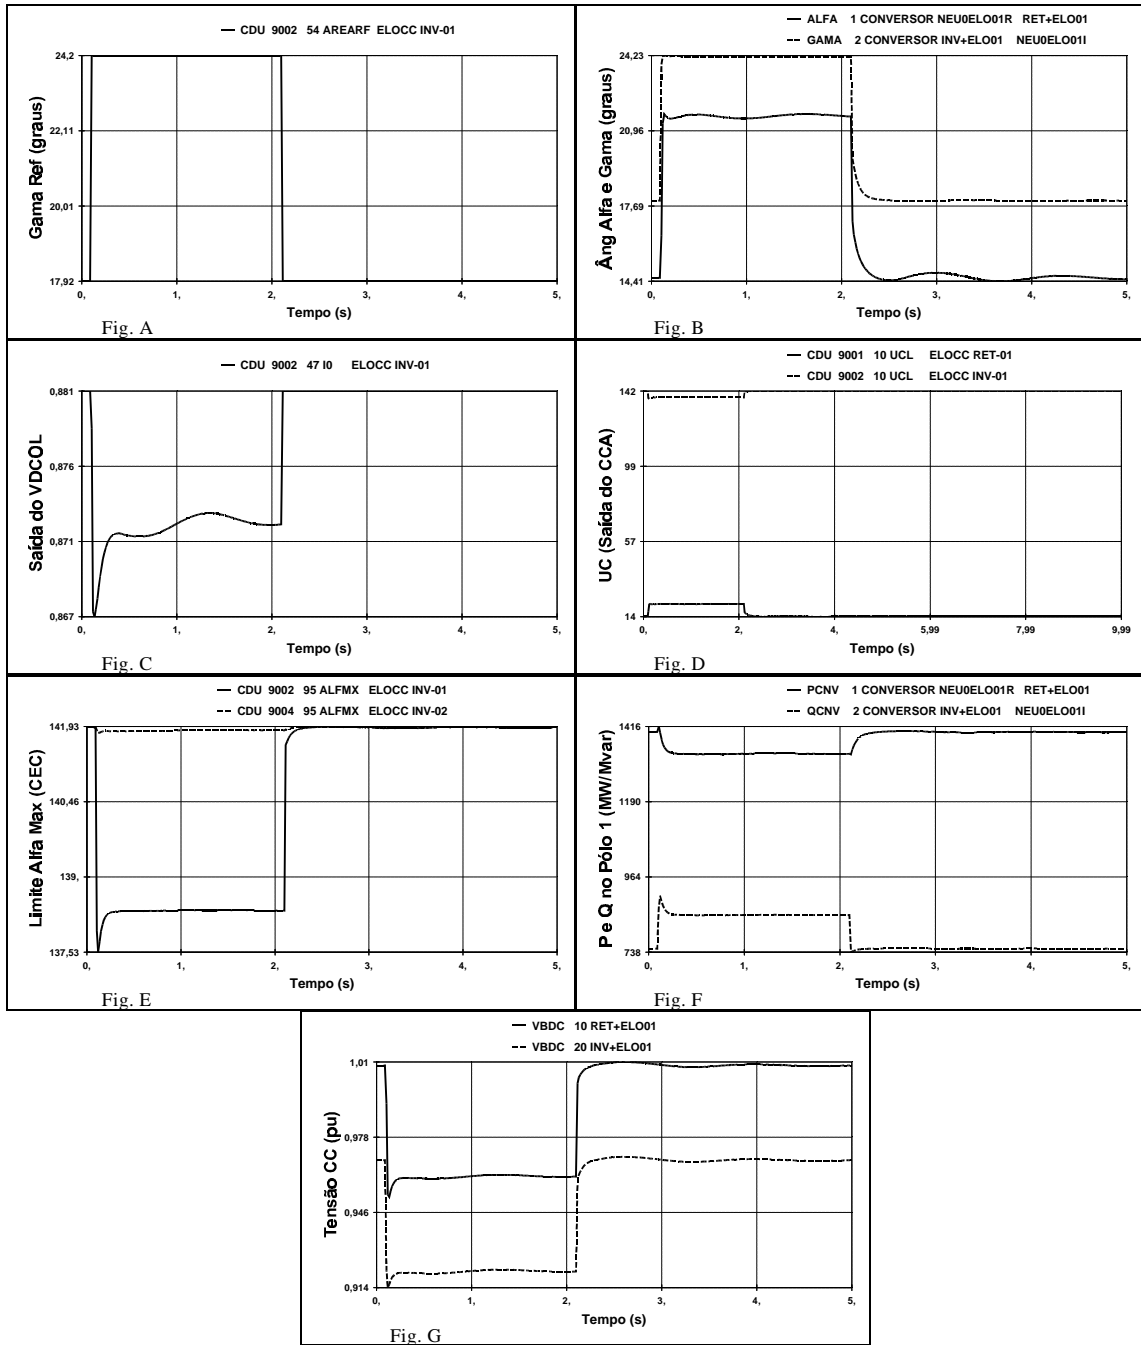 CDU 9002 54 AREARF ELOCC INV-01
Gama Ref (graus)
24,2
22,11
20,01
17,92
0, 1, 2, 3, 4, 5,
Tempo (s)
Fig. A
ALFA 1 CONVERSOR NEU0ELO01R RET+ELO01
GAMA 2 CONVERSOR INV+ELO01 NEU0ELO01I
Âng Alfa e Gama (graus)
24,23
20,96
17,69
14,41
0, 1, 2, 3, 4, 5,
Tempo (s)
Fig. B
CDU 9002 47 I0 ELOCC INV-01
Saída do VDCOL
0,881
0,876
0,871
0,867
0, 1, 2, 3, 4, 5,
Tempo (s)
Fig. C
CDU 9001 10 UCL ELOCC RET-01
CDU 9002 10 UCL ELOCC INV-01
UC (Saída do CCA)
142
99
57
14
0, 2, 4, 5,99 7,99 9,99
Tempo (s)
Fig. D
CDU 9002 95 ALFMX ELOCC INV-01
CDU 9004 95 ALFMX ELOCC INV-02
Limite Alfa Max (CEC)
141,93
140,46
139,
137,53
0, 1, 2, 3, 4, 5,
Tempo (s)
Fig. E
PCNV 1 CONVERSOR NEU0ELO01R RET+ELO01
QCNV 2 CONVERSOR INV+ELO01 NEU0ELO01I
P e Q no Pólo 1 (MW/Mvar)
1416
1190
964
738
0, 1, 2, 3, 4, 5,
Tempo (s)
Fig. F
VBDC 10 RET+ELO01
VBDC 20 INV+ELO01
Tensão CC (pu)
1,01
0,978
0,946
0,914
0, 1, 2, 3, 4, 5,
Tempo (s)
Fig. G